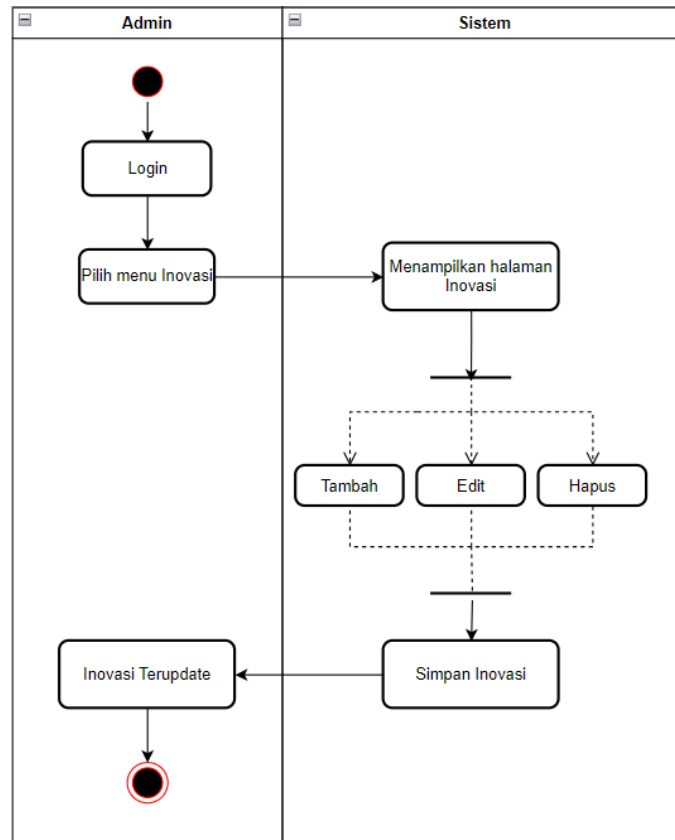 Admin
Sistem
Login
Pilih menu Inovasi
Menampilkan halaman
Inovasi
Tambah
Edit
Hapus
Inovasi Terupdate
Simpan Inovasi